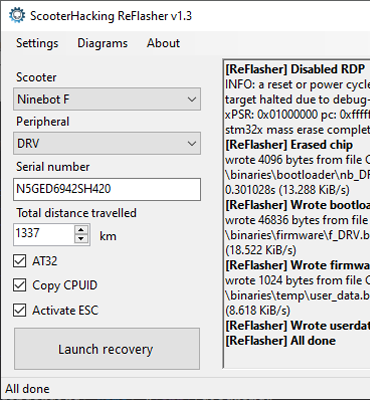 ScooterHacking ReFlasher v1.3
Settings Diagrams About
Scooter
Ninebot F
Peripheral
DRV
Serial number
N5GED6942SH420
Total distance travelled
1337 km
AT32
Copy CPUID
Activate ESC
Launch recovery
[ReFlasher] Disabled RDP
INFO: a reset or power cycle
target halted due to debug-
xPSR: 0x01000000 pc: 0xfffff
stm32x mass erase complet
[ReFlasher] Erased chip
wrote 4096 bytes from file C
\binaries\bootloader\nb_DR
0.301028s (13.288 KiB/s)
[ReFlasher] Wrote bootloa
wrote 46836 bytes from file
\binaries\firmware\f_DRV.b
(18.522 KiB/s)
[ReFlasher] Wrote firmwar
wrote 1024 bytes from file C
\binaries\temp\user_data.b
(8.618 KiB/s)
[ReFlasher] Wrote userdat
[ReFlasher] All done
All done